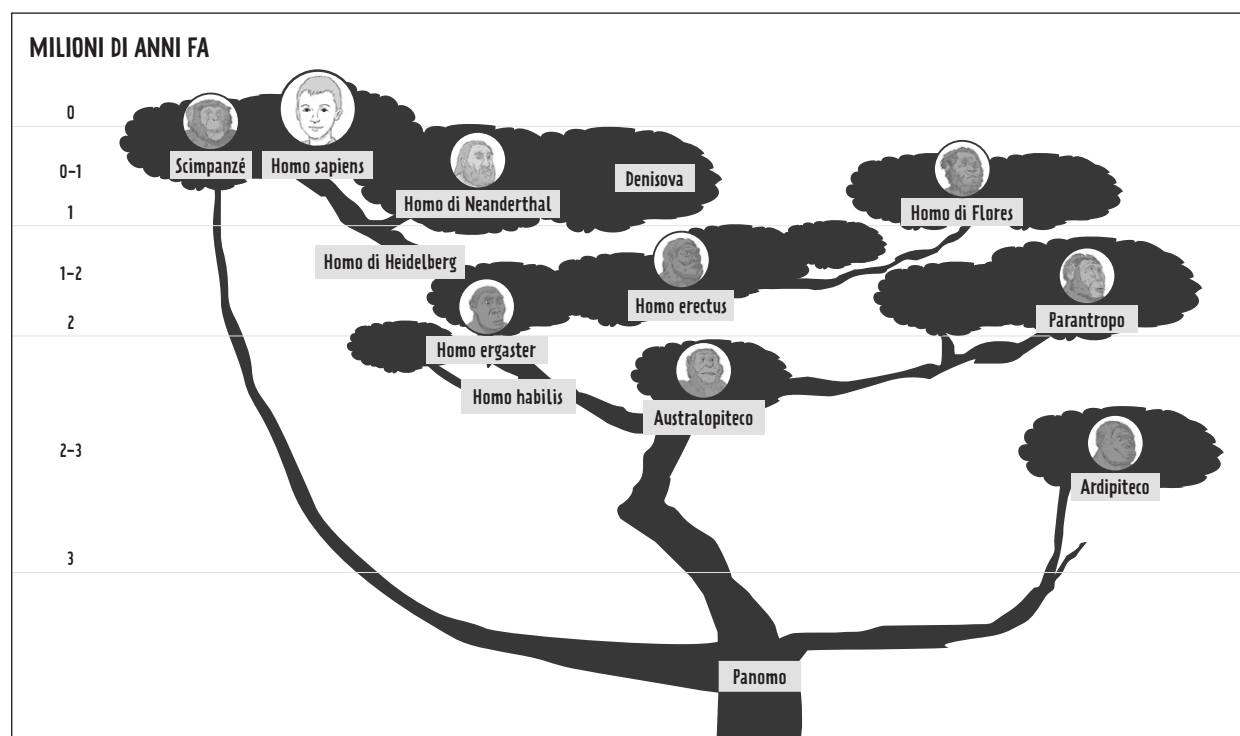 MILIONI DI ANNI FA
0
0-1
1
1-2
2
2-3
3
Scimpanzé
Homo sapiens
Homo di Neanderthal
Denisova
Homo di Flores
Homo di Heidelberg
Homo erectus
Parantropo
Homo ergaster
Homo habilis
Australopiteco
Ardipiteco
Panomo